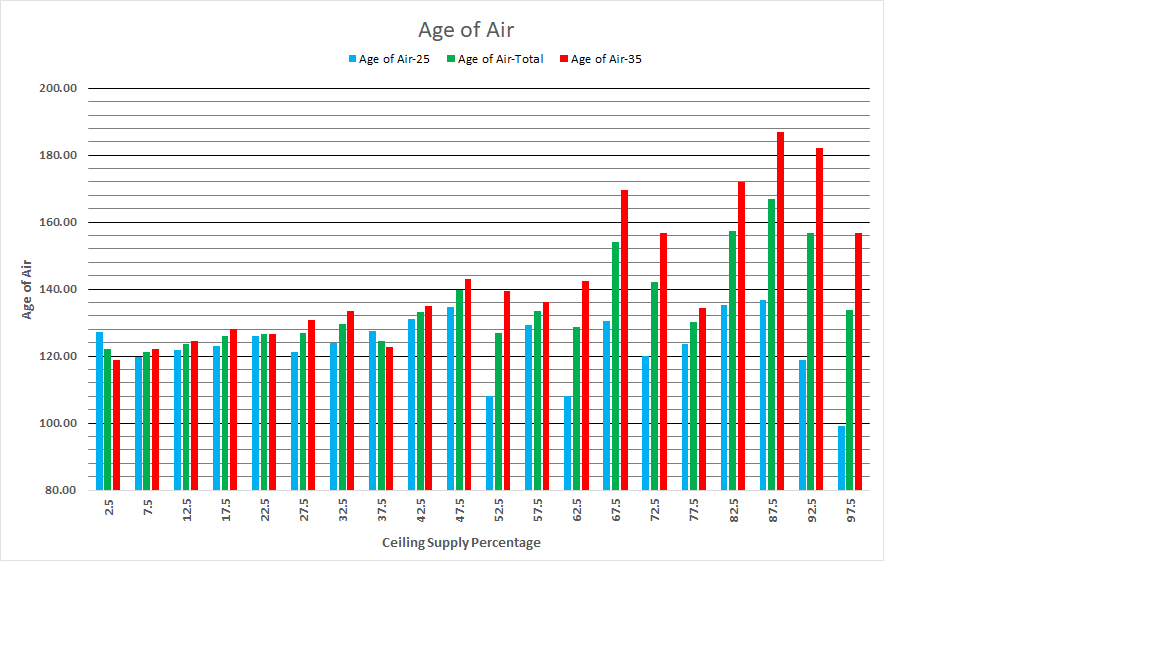 Age of Air
Age of Air-25 Age of Air-Total Age of Air-35
200.00
180.00
160.00
140.00
120.00
100.00
80.00
Age of Air
2.5 7.5 12.5 17.5 22.5 27.5 32.5 37.5 42.5 47.5 52.5 57.5 62.5 67.5 72.5 77.5 82.5 87.5 92.5 97.5
Ceiling Supply Percentage